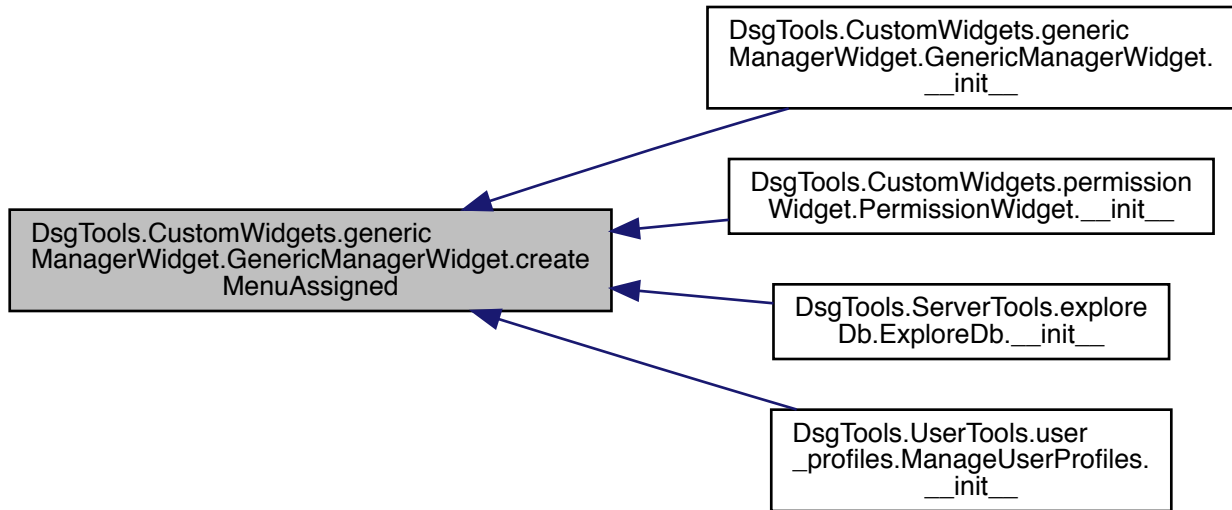 DsgTools.CustomWidgets.generic
ManagerWidget.GenericManagerWidget.create
MenuAssigned
DsgTools.CustomWidgets.generic
ManagerWidget.GenericManagerWidget.
__init__
DsgTools.CustomWidgets.permission
Widget.PermissionWidget.__init__
DsgTools.ServerTools.explore
Db.ExploreDb.__init__
DsgTools.UserTools.user
_profiles.ManageUserProfiles.
__init__